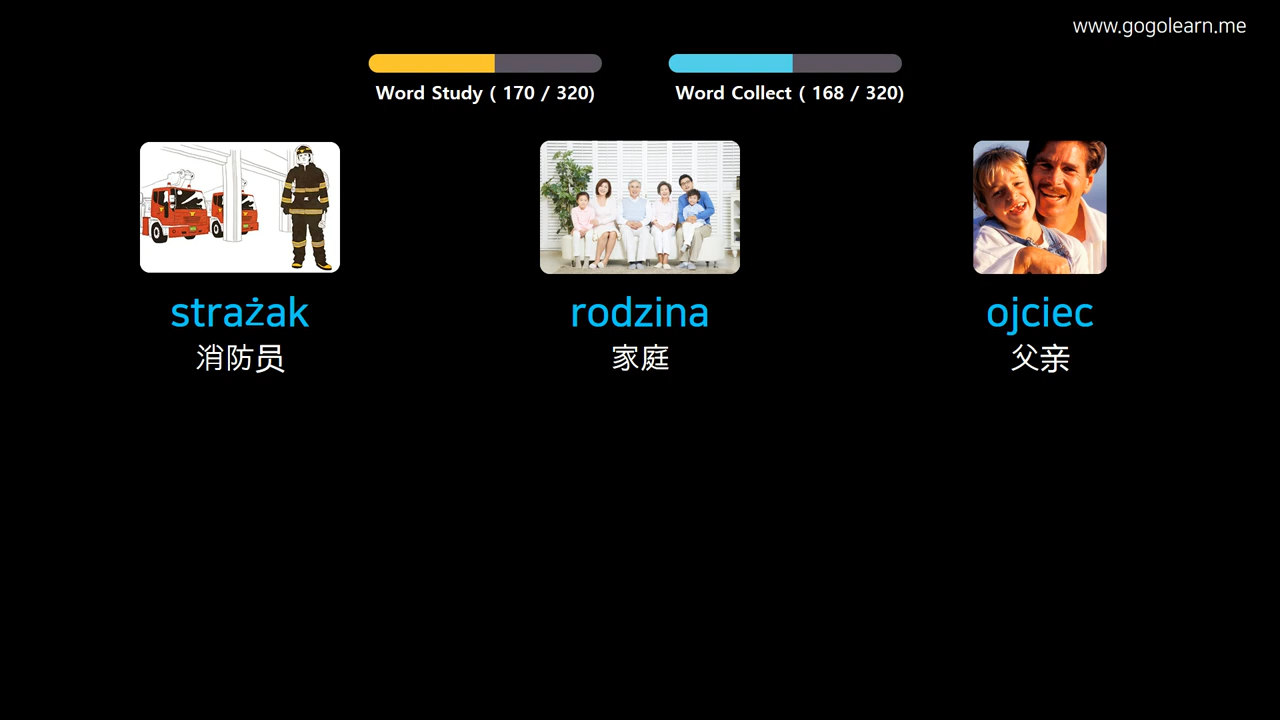 www.gogolearn.me
Word Study ( 170 / 320)
Word Collect ( 168 / 320)
strażak
消防员
rodzina
家庭
ojciec
父亲